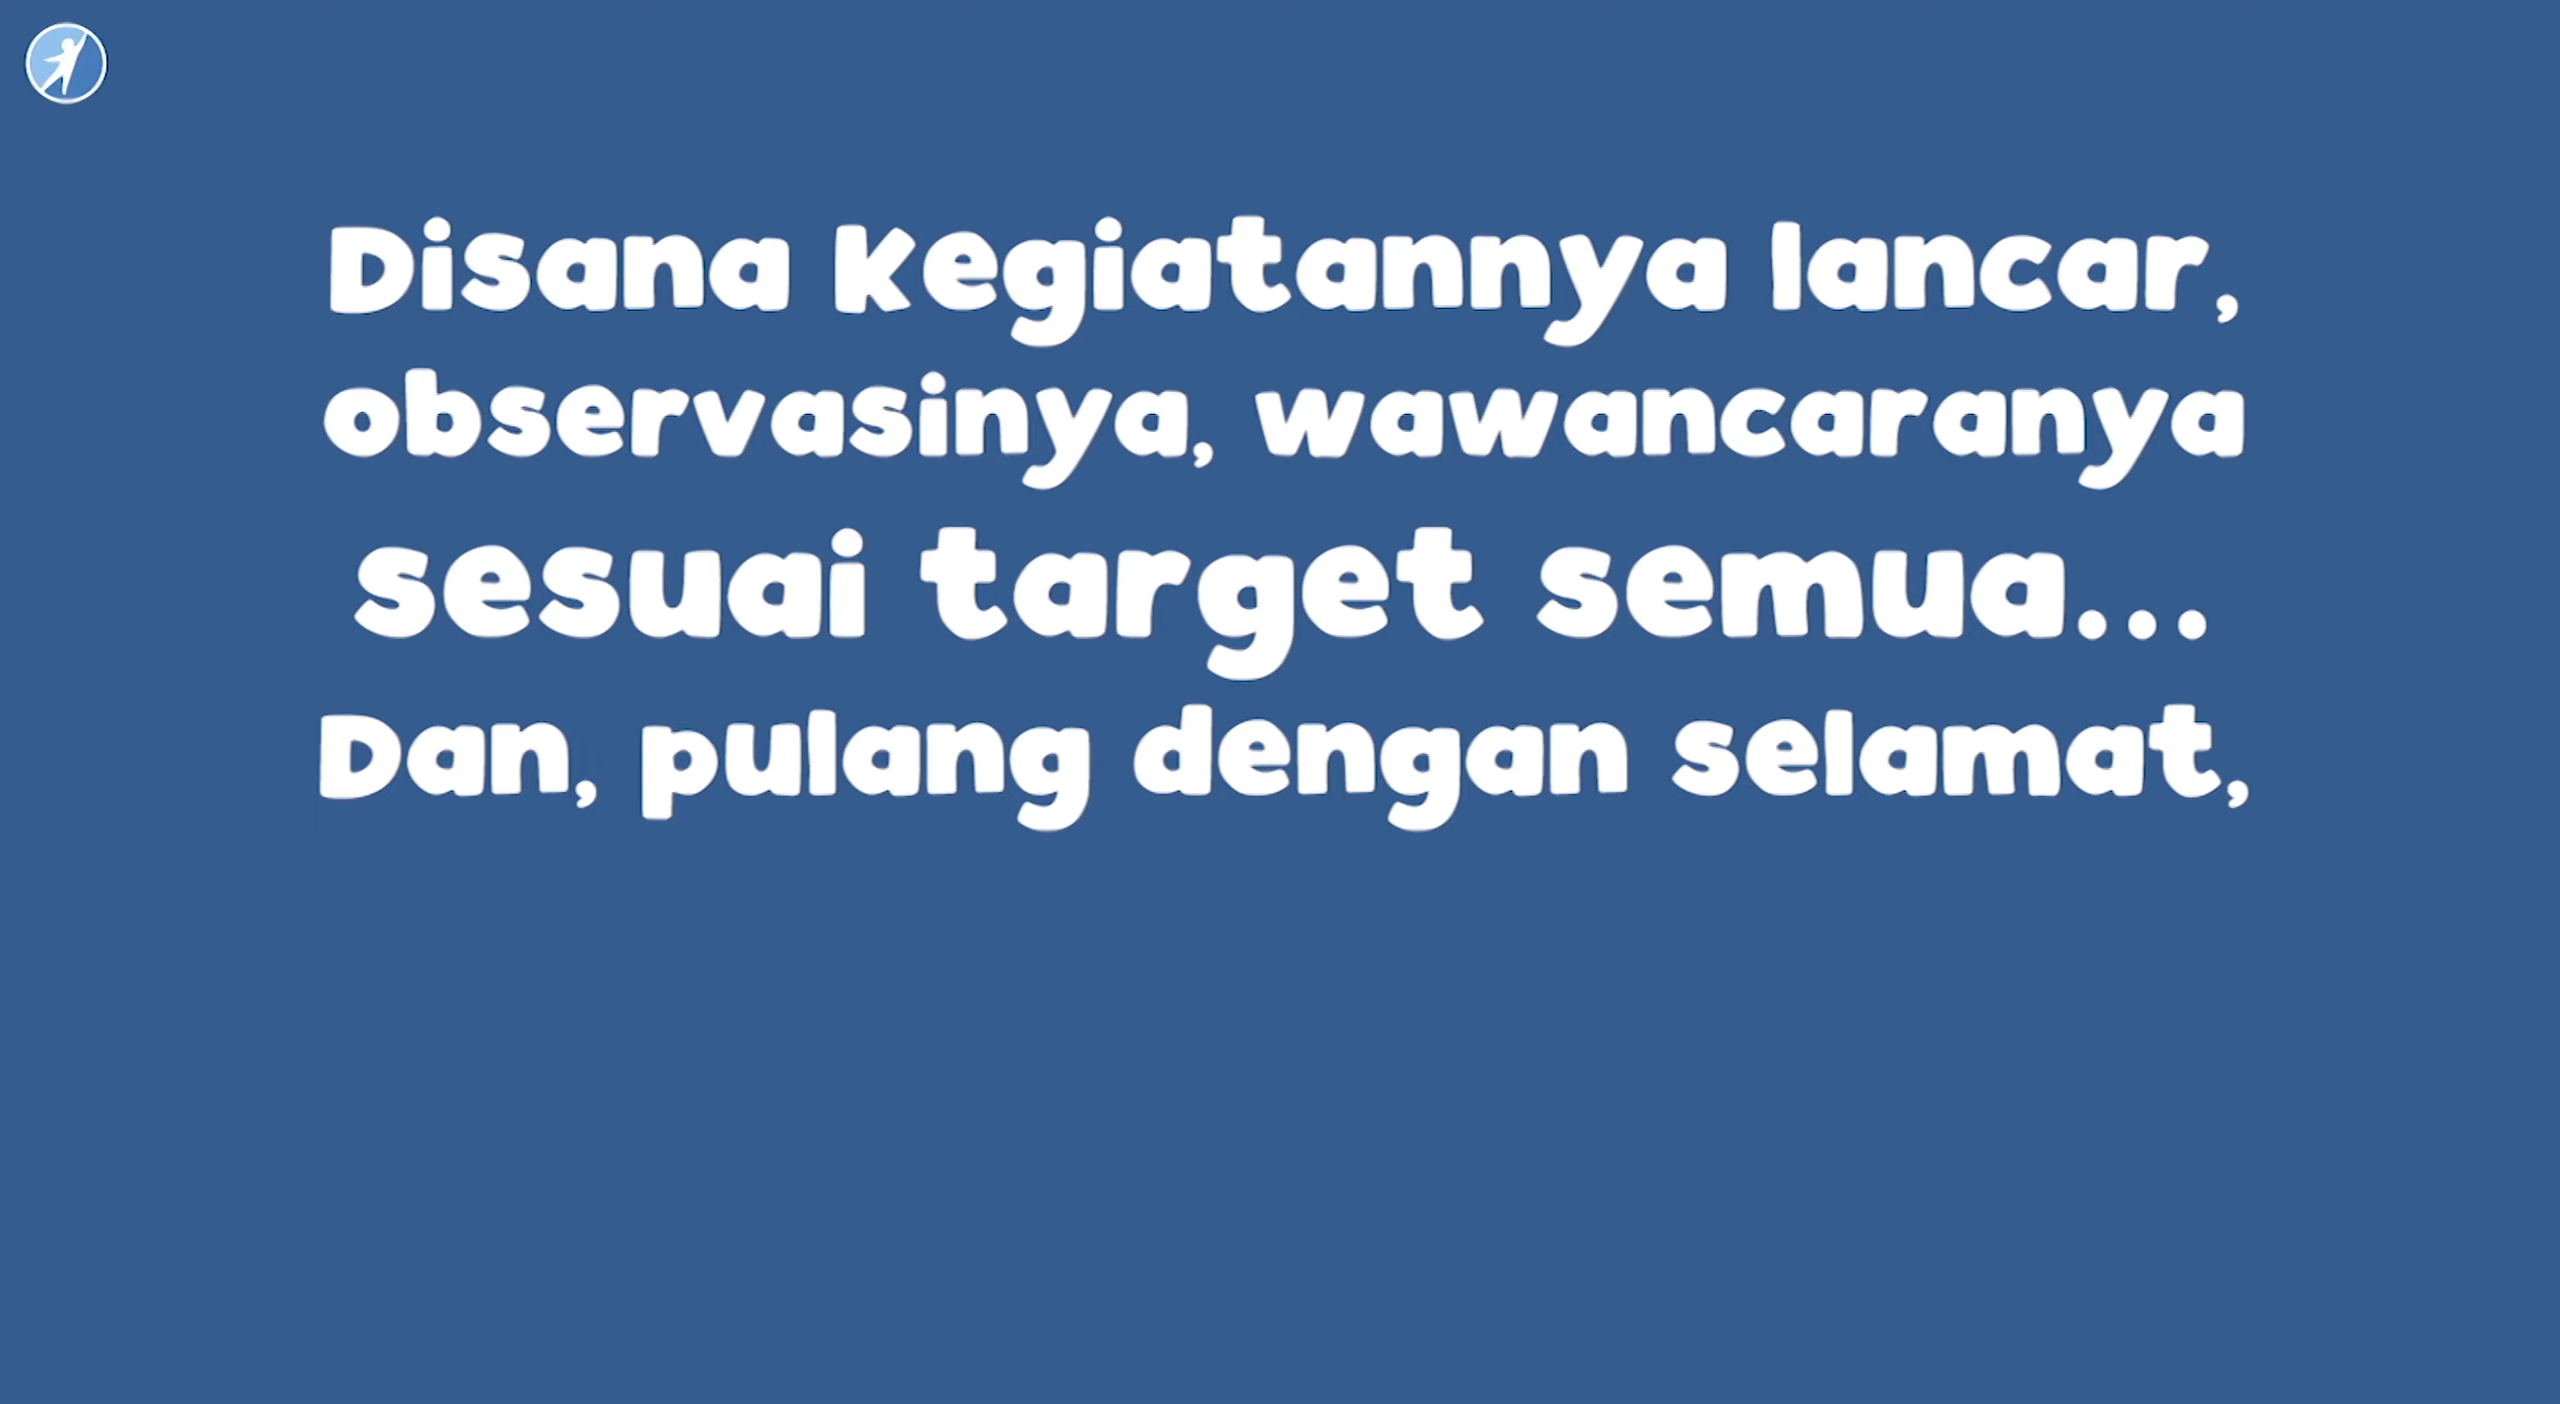 Disana kegiatannya lancar,
observasinya, wawancaranya
sesuai target semua...
Dan, pulang dengan selamat,